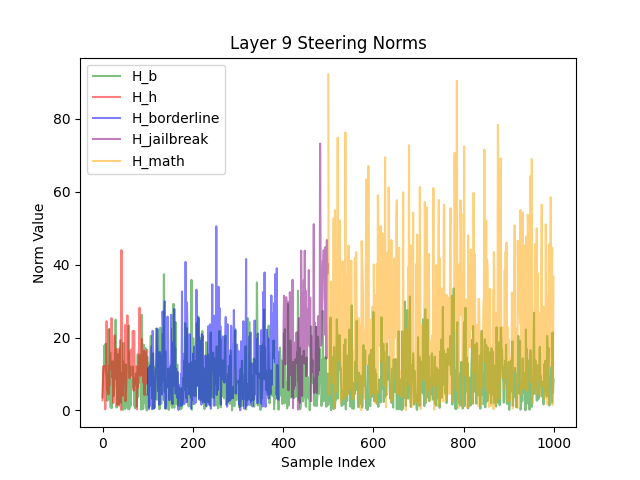 Layer 9 Steering Norms
H_b
H_h
H_borderline
H_jailbreak
H_math
Norm Value
80
60
40
20
0
0 200 400 600 800 1000
Sample Index